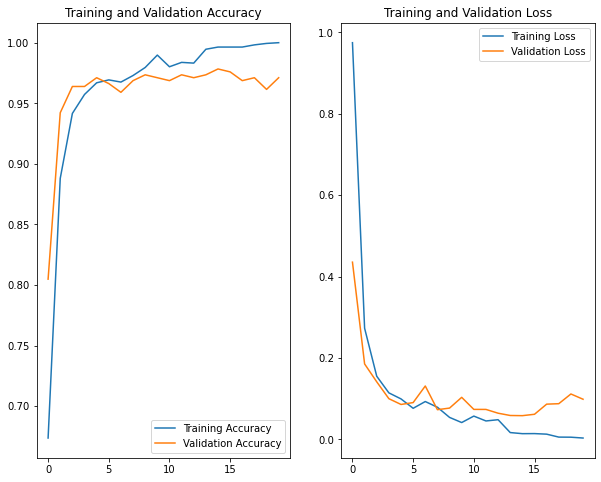 Training and Validation Accuracy
1.00
0.95
0.90
0.85
0.80
0.75
0.70
0 5 10 15
Training Accuracy
Validation Accuracy
Training and Validation Loss
1.0
0.8
0.6
0.4
0.2
0.0
0 5 10 15
Training Loss
Validation Loss